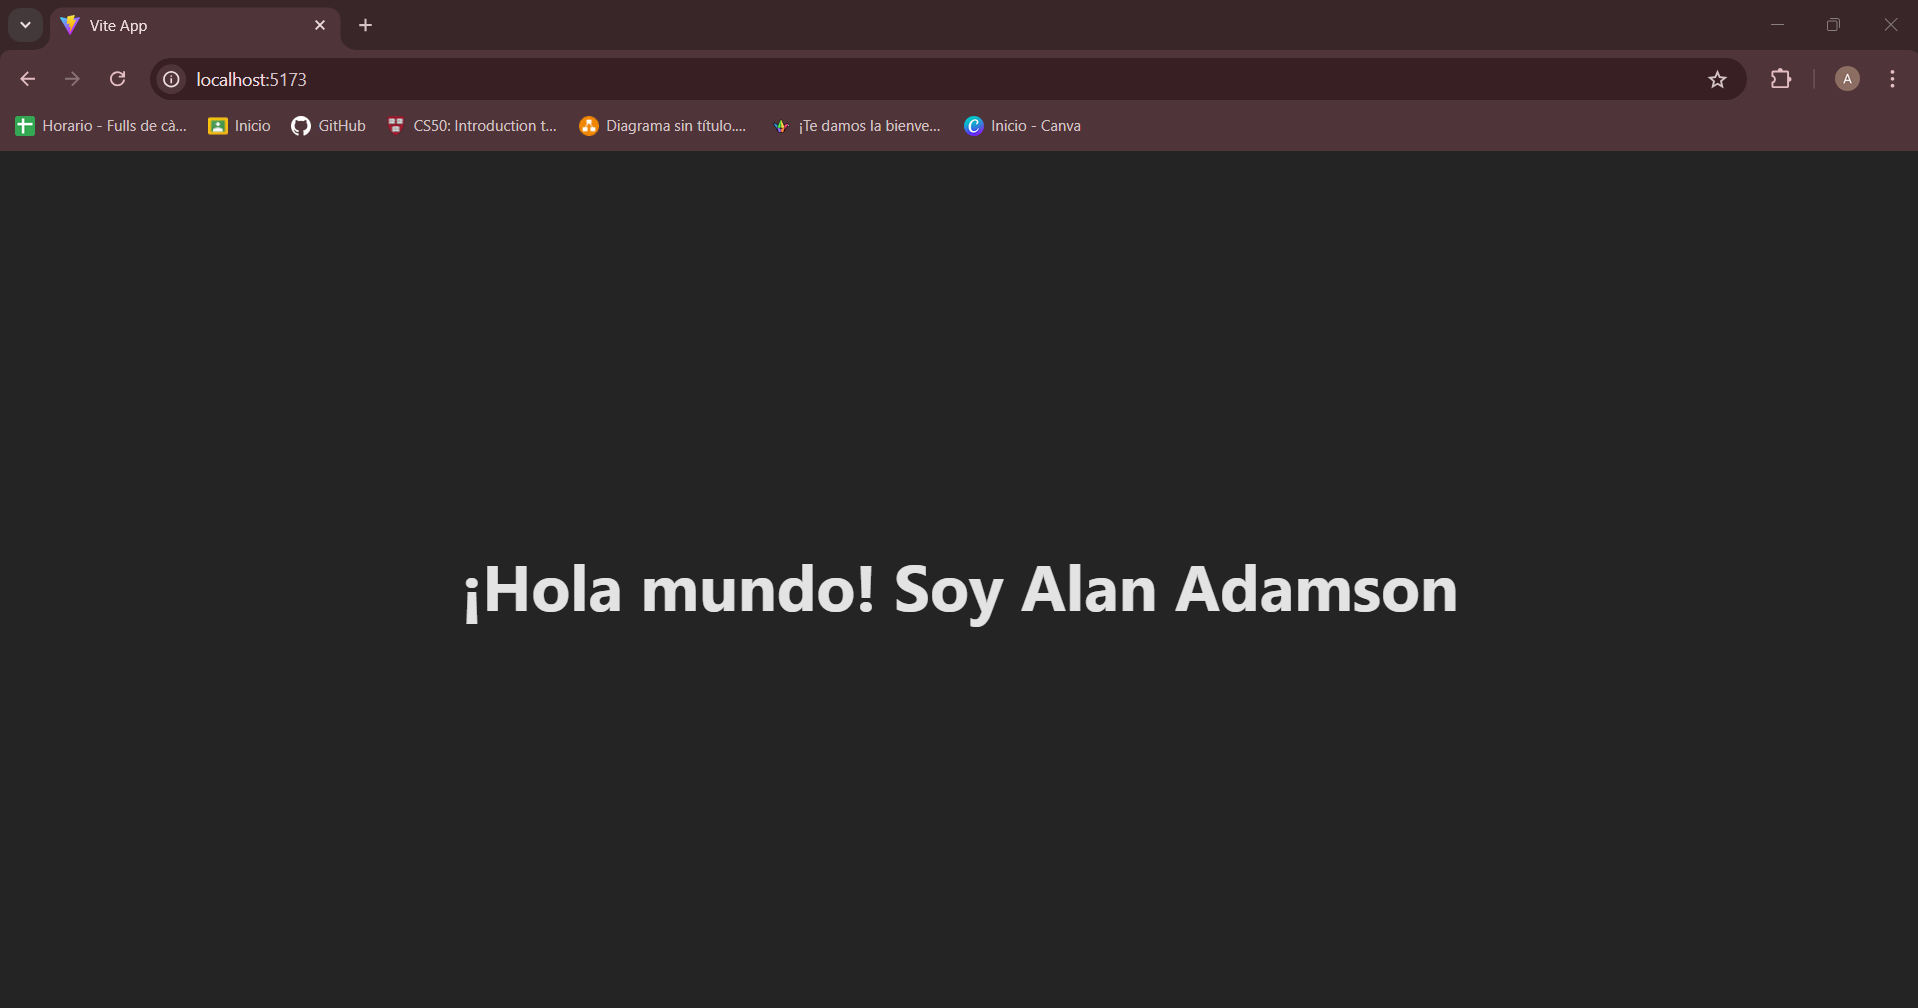 Vite App
localhost:5173
A
Horario - Fulls de cà...
Inicio
GitHub
CS50: Introduction t...
Diagrama sin título....
¡Te damos la bienve...
Inicio - Canva
¡Hola mundo! Soy Alan Adamson